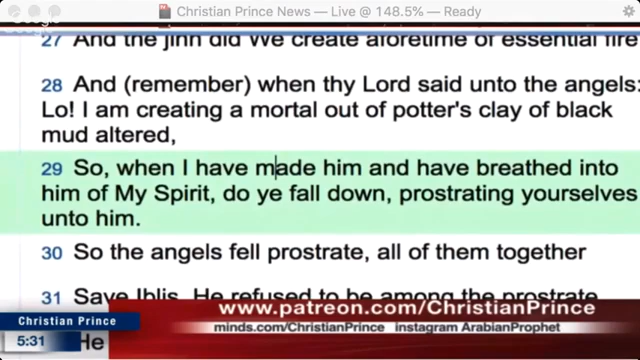 Christian Prince News — Live @ 148.5% — Ready
Google
27 And the jinn did We create aforetime of essential fire
28 And (remember) when thy Lord said unto the angels:
Lo! I am creating a mortal out of potter's clay of black
mud altered,
29 So, when I have made him and have breathed into
him of My Spirit, do ye fall down, prostrating yourselves
unto him.
30 So the angels fell prostrate, all of them together
31 Save Iblis. He refused to be among the prostrate.
www.patreon.com/ChristianPrince
Christian Prince
minds.com/ChristianPrince instagram ArabianProphet
5:31
He